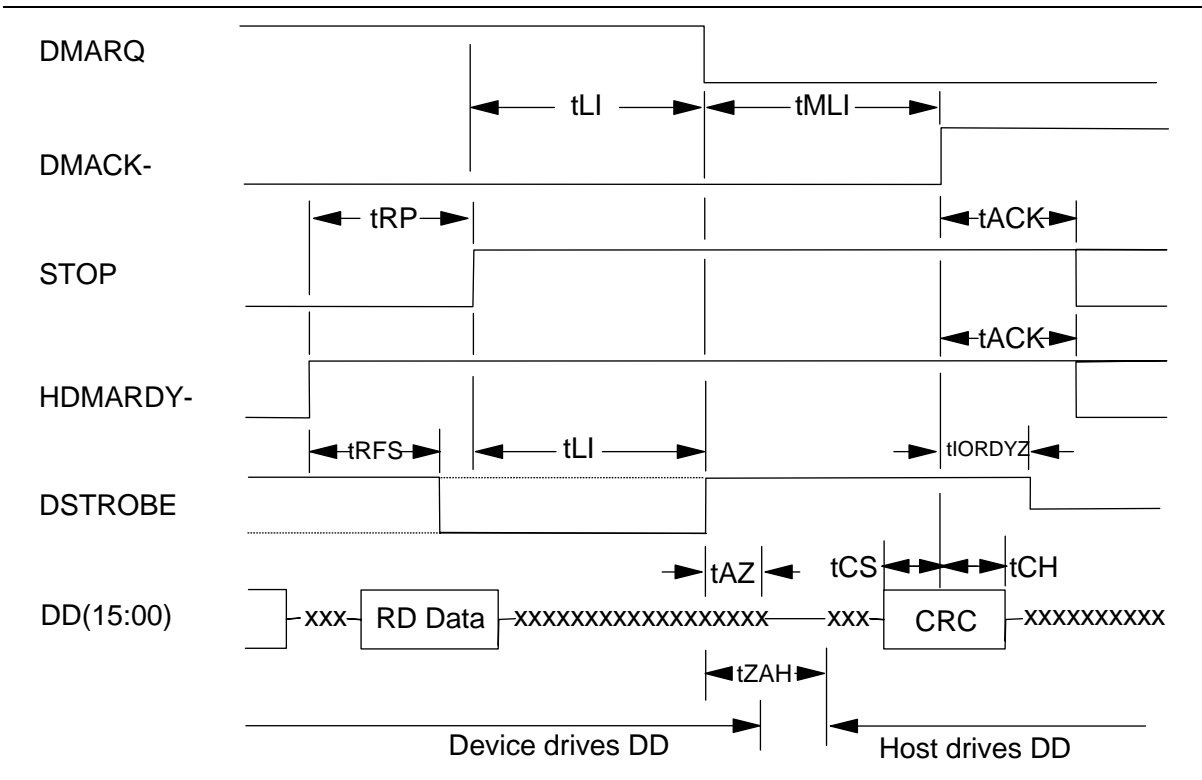 DMARQ
tLI
tMLI
DMACK-
tRP
tACK
STOP
tACK
HDMARDY-
tRFS
tLI
tIORDYZ
DSTROBE
tAZ
tCS
tCH
DD(15:00)
xxx
RD Data
xxxxxxxxxxxxxxxxxx
xxx
CRC
xxxxxxxxxx
tZAH
Device drives DD
Host drives DD